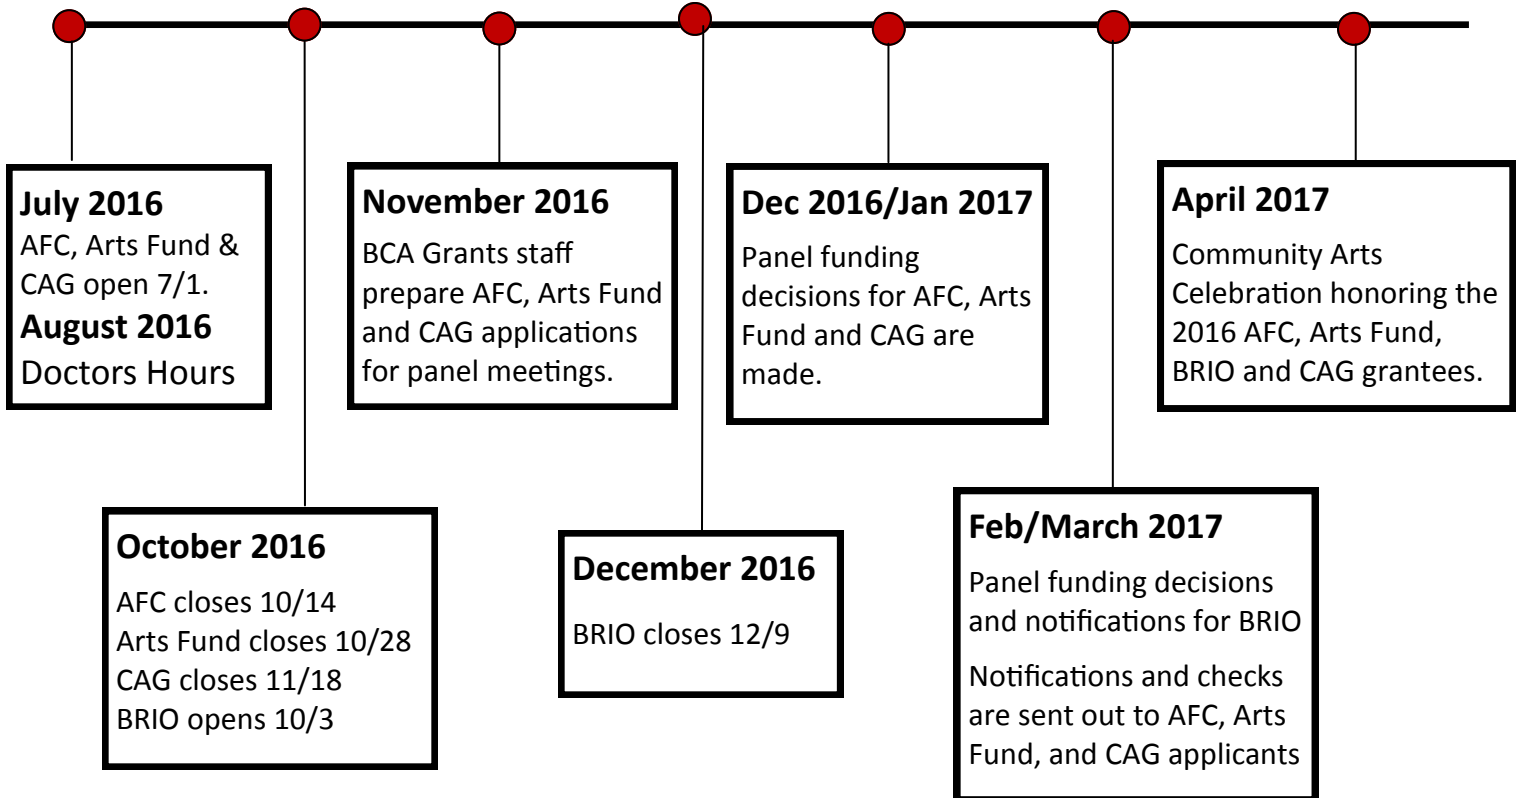 July 2016
AFC, Arts Fund &
CAG open 7/1.
August 2016
Doctors Hours
October 2016
AFC closes 10/14
Arts Fund closes 10/28
CAG closes 11/18
BRIO opens 10/3
November 2016
BCA Grants staff
prepare AFC, Arts Fund
and CAG applications
for panel meetings.
December 2016
BRIO closes 12/9
Dec 2016/Jan 2017
Panel funding
decisions for AFC, Arts
Fund and CAG are
made.
Feb/March 2017
Panel funding decisions
and notifications for BRIO
Notifications and checks
are sent out to AFC, Arts
Fund, and CAG applicants
April 2017
Community Arts
Celebration honoring the
2016 AFC, Arts Fund,
BRIO and CAG grantees.